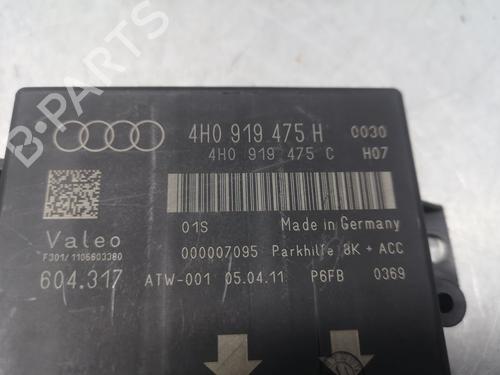 4H0 919 475 H 0030
4H0 919 475 C H07
01S Made in Germany
Valeo
000007095 Parkhilfe 8K + ACC
F301/1106603380
604.317 ATW-001 05.04.11 P6FB 0369
B-PARTS